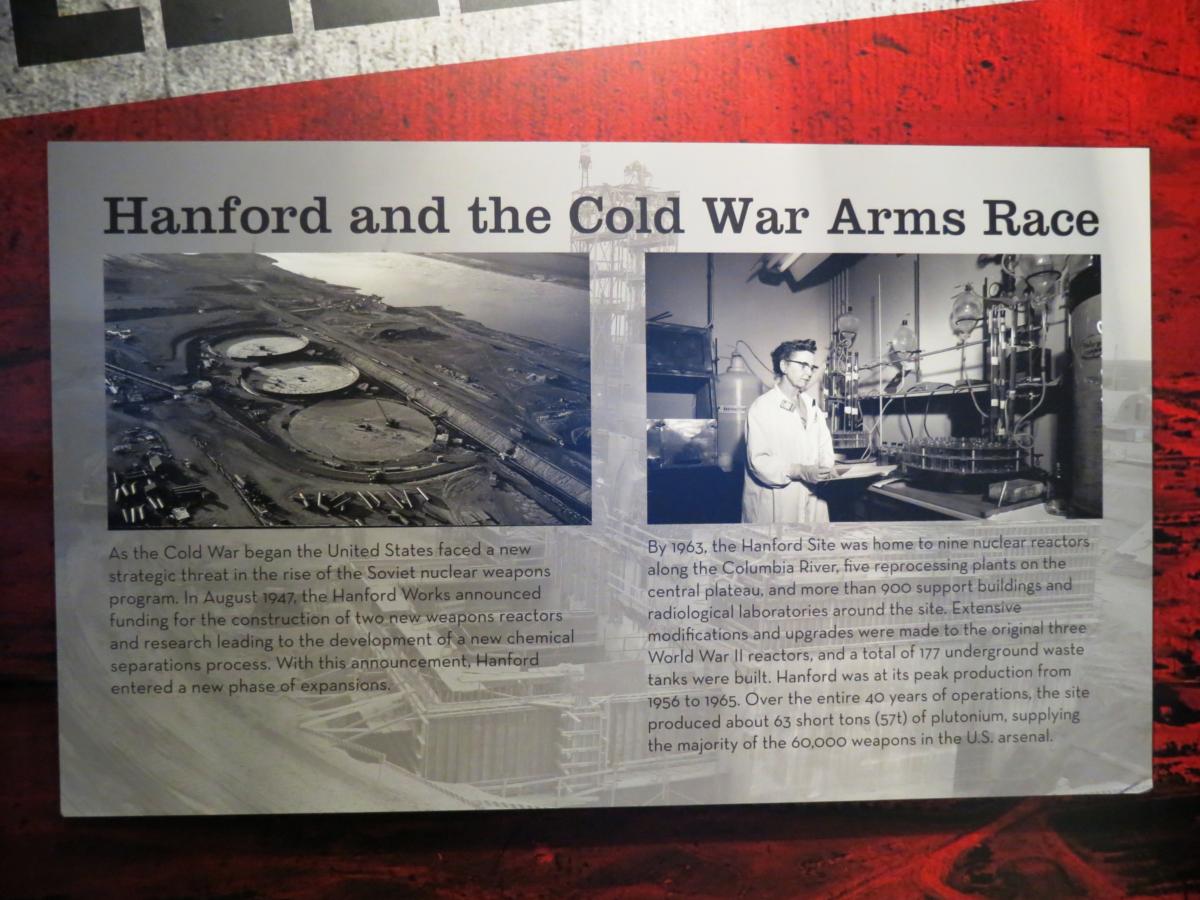 Hanford and the Cold War Arms Race
As the Cold War began the United States faced a new
strategic threat in the rise of the Soviet nuclear weapons
program. In August 1947, the Hanford Works announced
funding for the construction of two new weapons reactors
and research leading to the development of a new chemical
separations process. With this announcement, Hanford
entered a new phase of expansions.
By 1963, the Hanford Site was home to nine nuclear reactors
along the Columbia River, five reprocessing plants on the
central plateau, and more than 900 support buildings and
radiological laboratories around the site. Extensive
modifications and upgrades were made to the original three
World War II reactors, and a total of 177 underground waste
tanks were built. Hanford was at its peak production from
1956 to 1965. Over the entire 40 years of operations, the site
produced about 63 short tons (57t) of plutonium, supplying
the majority of the 60,000 weapons in the U.S. arsenal.